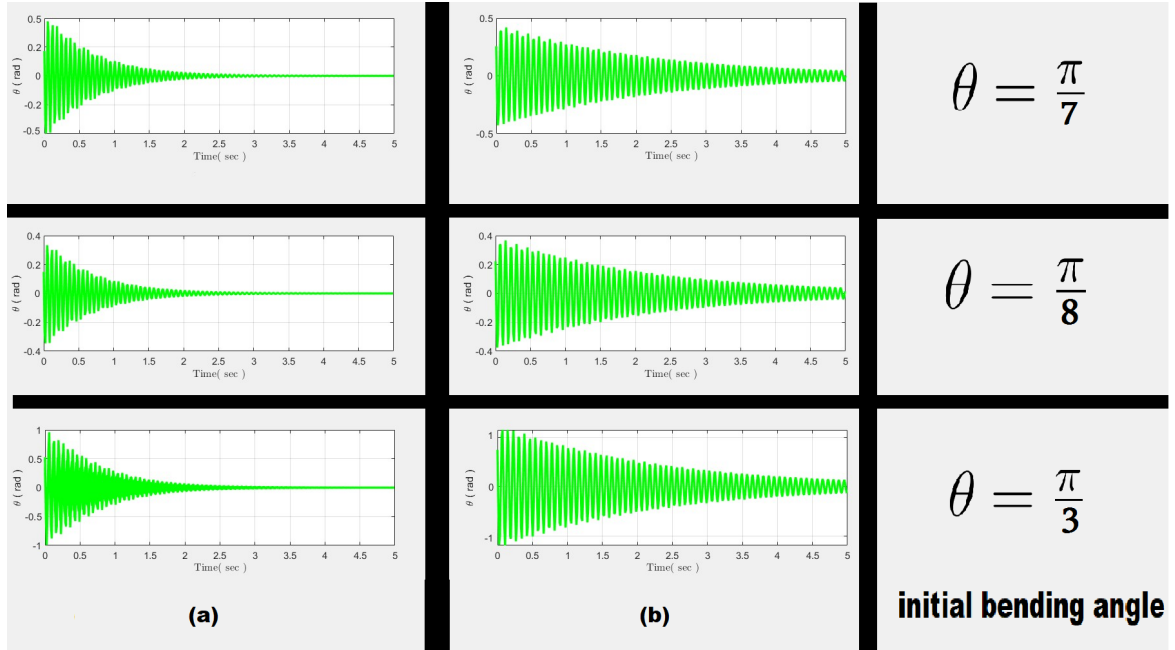 0.5
0.2
0
-0.2
-0.5
0 0.5 1 1.5 2 2.5 3 3.5 4 4.5 5
θ ( rad )
Time( sec )
0.5
0
-0.5
0 0.5 1 1.5 2 2.5 3 3.5 4 4.5 5
θ ( rad )
Time( sec )
θ = π/7
0.4
0.2
0
-0.2
-0.4
0 0.5 1 1.5 2 2.5 3 3.5 4 4.5 5
θ ( rad )
Time( sec )
0.4
0.2
0
-0.2
-0.4
0 0.5 1 1.5 2 2.5 3 3.5 4 4.5 5
θ ( rad )
Time( sec )
θ = π/8
1
0.5
0
-0.5
-1
0 0.5 1 1.5 2 2.5 3 3.5 4 4.5 5
θ ( rad )
Time( sec )
1
0
-1
0 0.5 1 1.5 2 2.5 3 3.5 4 4.5 5
θ ( rad )
Time( sec )
θ = π/3
(a)
(b)
initial bending angle